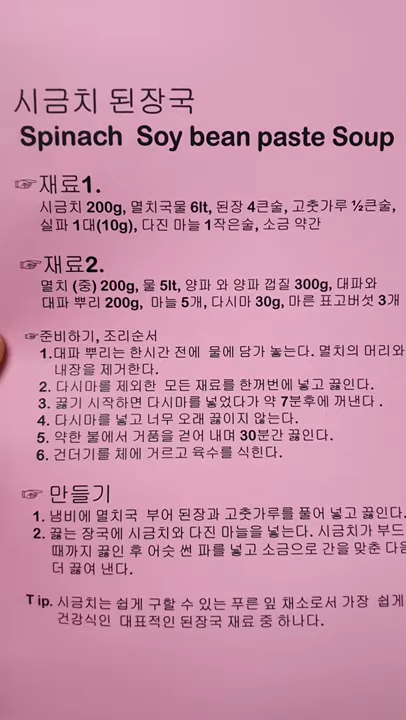 시금치 된장국
Spinach Soy bean paste Soup
☞재료1.
시금치 200g, 멸치국물 6lt, 된장 4큰술, 고춧가루 ½큰술,
실파 1대(10g), 다진 마늘 1작은술, 소금 약간
☞재료2.
멸치 (중) 200g, 물 5lt, 양파 와 양파 껍질 300g, 대파와
대파 뿌리 200g, 마늘 5개, 다시마 30g, 마른 표고버섯 3개
☞준비하기, 조리순서
1.대파 뿌리는 한시간 전에 물에 담가 놓는다. 멸치의 머리와
내장을 제거한다.
2. 다시마를 제외한 모든 재료를 한꺼번에 넣고 끓인다.
3. 끓기 시작하면 다시마를 넣었다가 약 7분후에 꺼낸다.
4. 다시마를 넣고 너무 오래 끓이지 않는다.
5. 약한 불에서 거품을 걷어 내며 30분간 끓인다.
6. 건더기를 체에 거르고 육수를 식힌다.
☞ 만들기
1. 냄비에 멸치국 부어 된장과 고춧가루를 풀어 넣고 끓인다.
2. 끓는 장국에 시금치와 다진 마늘을 넣는다. 시금치가 부드
때까지 끓인 후 어슷 썬 파를 넣고 소금으로 간을 맞춘 다음
더 끓여 낸다.
Tip. 시금치는 쉽게 구할 수 있는 푸른 잎 채소로서 가장 쉽게
건강식인 대표적인 된장국 재료 중 하나다.